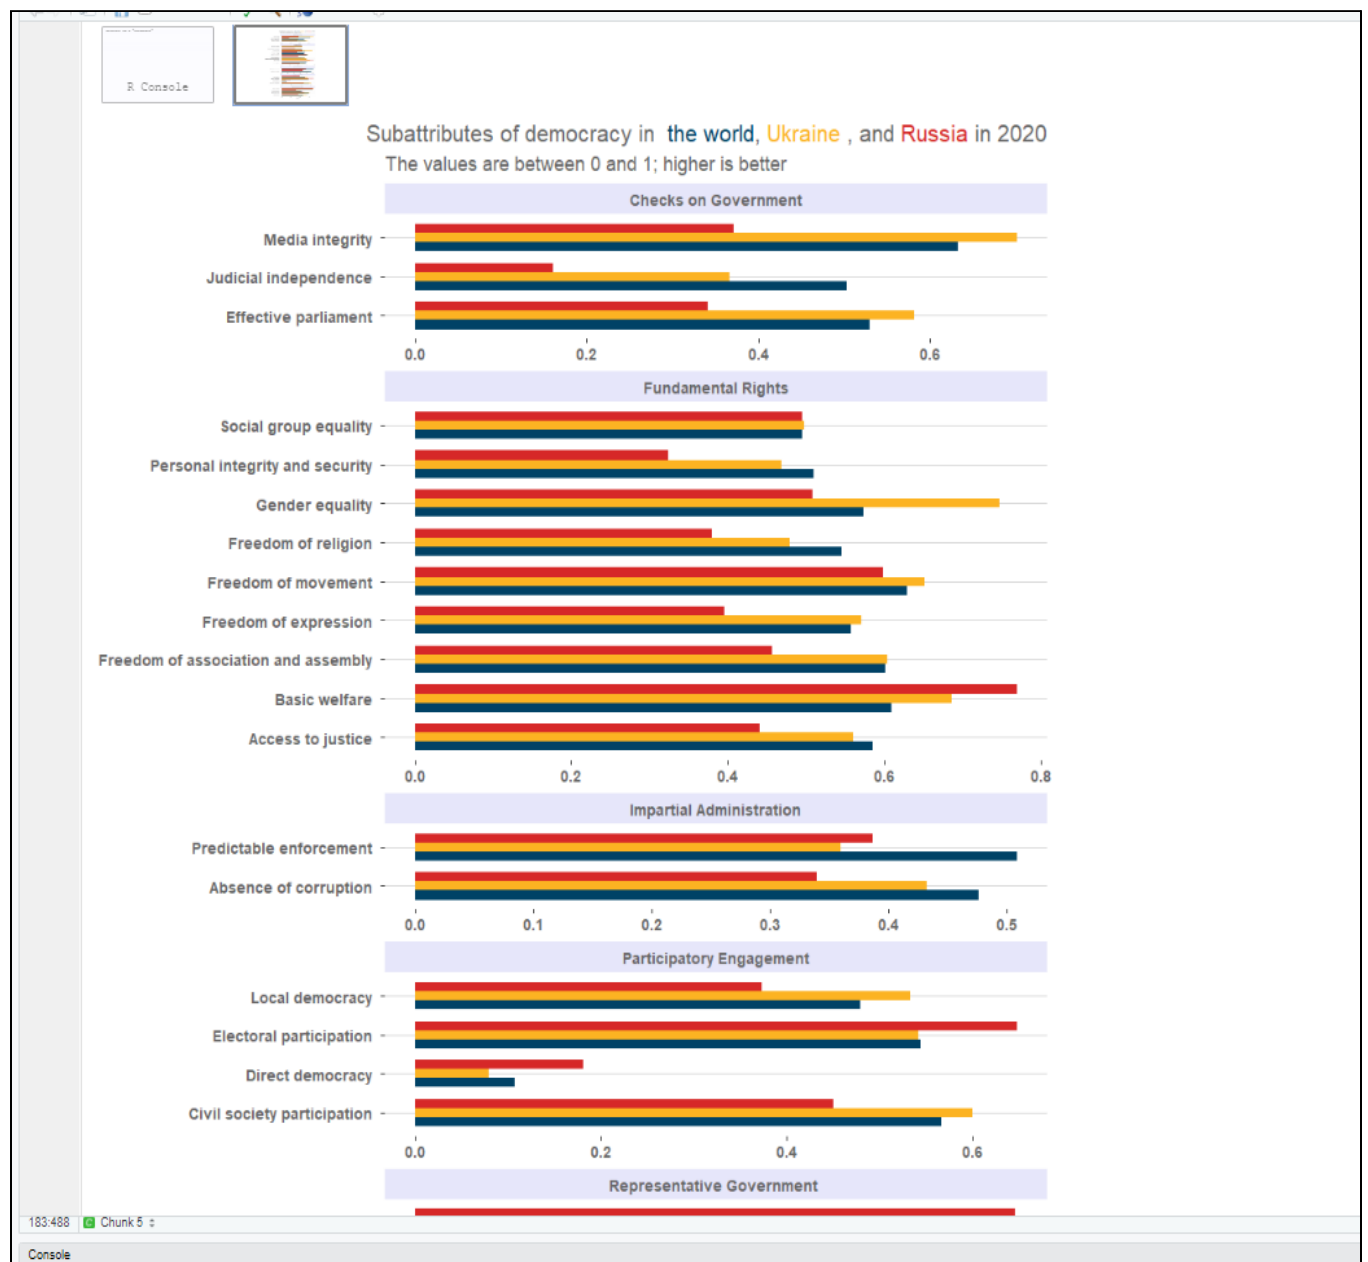 R Console
Subattributes of democracy in the world, Ukraine , and Russia in 2020
The values are between 0 and 1; higher is better
Checks on Government
Media integrity
Judicial independence
Effective parliament
0.0 0.2 0.4 0.6
Fundamental Rights
Social group equality
Personal integrity and security
Gender equality
Freedom of religion
Freedom of movement
Freedom of expression
Freedom of association and assembly
Basic welfare
Access to justice
0.0 0.2 0.4 0.6 0.8
Impartial Administration
Predictable enforcement
Absence of corruption
0.0 0.1 0.2 0.3 0.4 0.5
Participatory Engagement
Local democracy
Electoral participation
Direct democracy
Civil society participation
0.0 0.2 0.4 0.6
Representative Government
183:488 C Chunk 5
Console